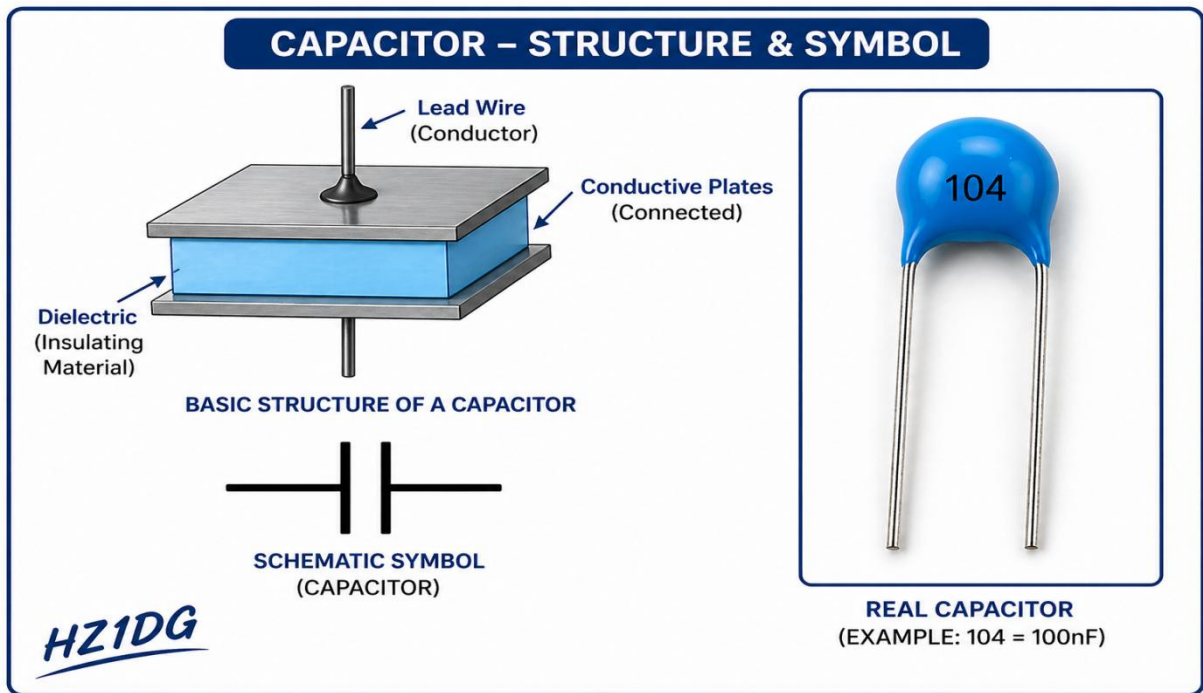 CAPACITOR – STRUCTURE & SYMBOL
Lead Wire
(Conductor)
Conductive Plates
(Connected)
Dielectric
(Insulating
Material)
BASIC STRUCTURE OF A CAPACITOR
SCHEMATIC SYMBOL
(CAPACITOR)
HZ1DG
104
REAL CAPACITOR
(EXAMPLE: 104 = 100nF)